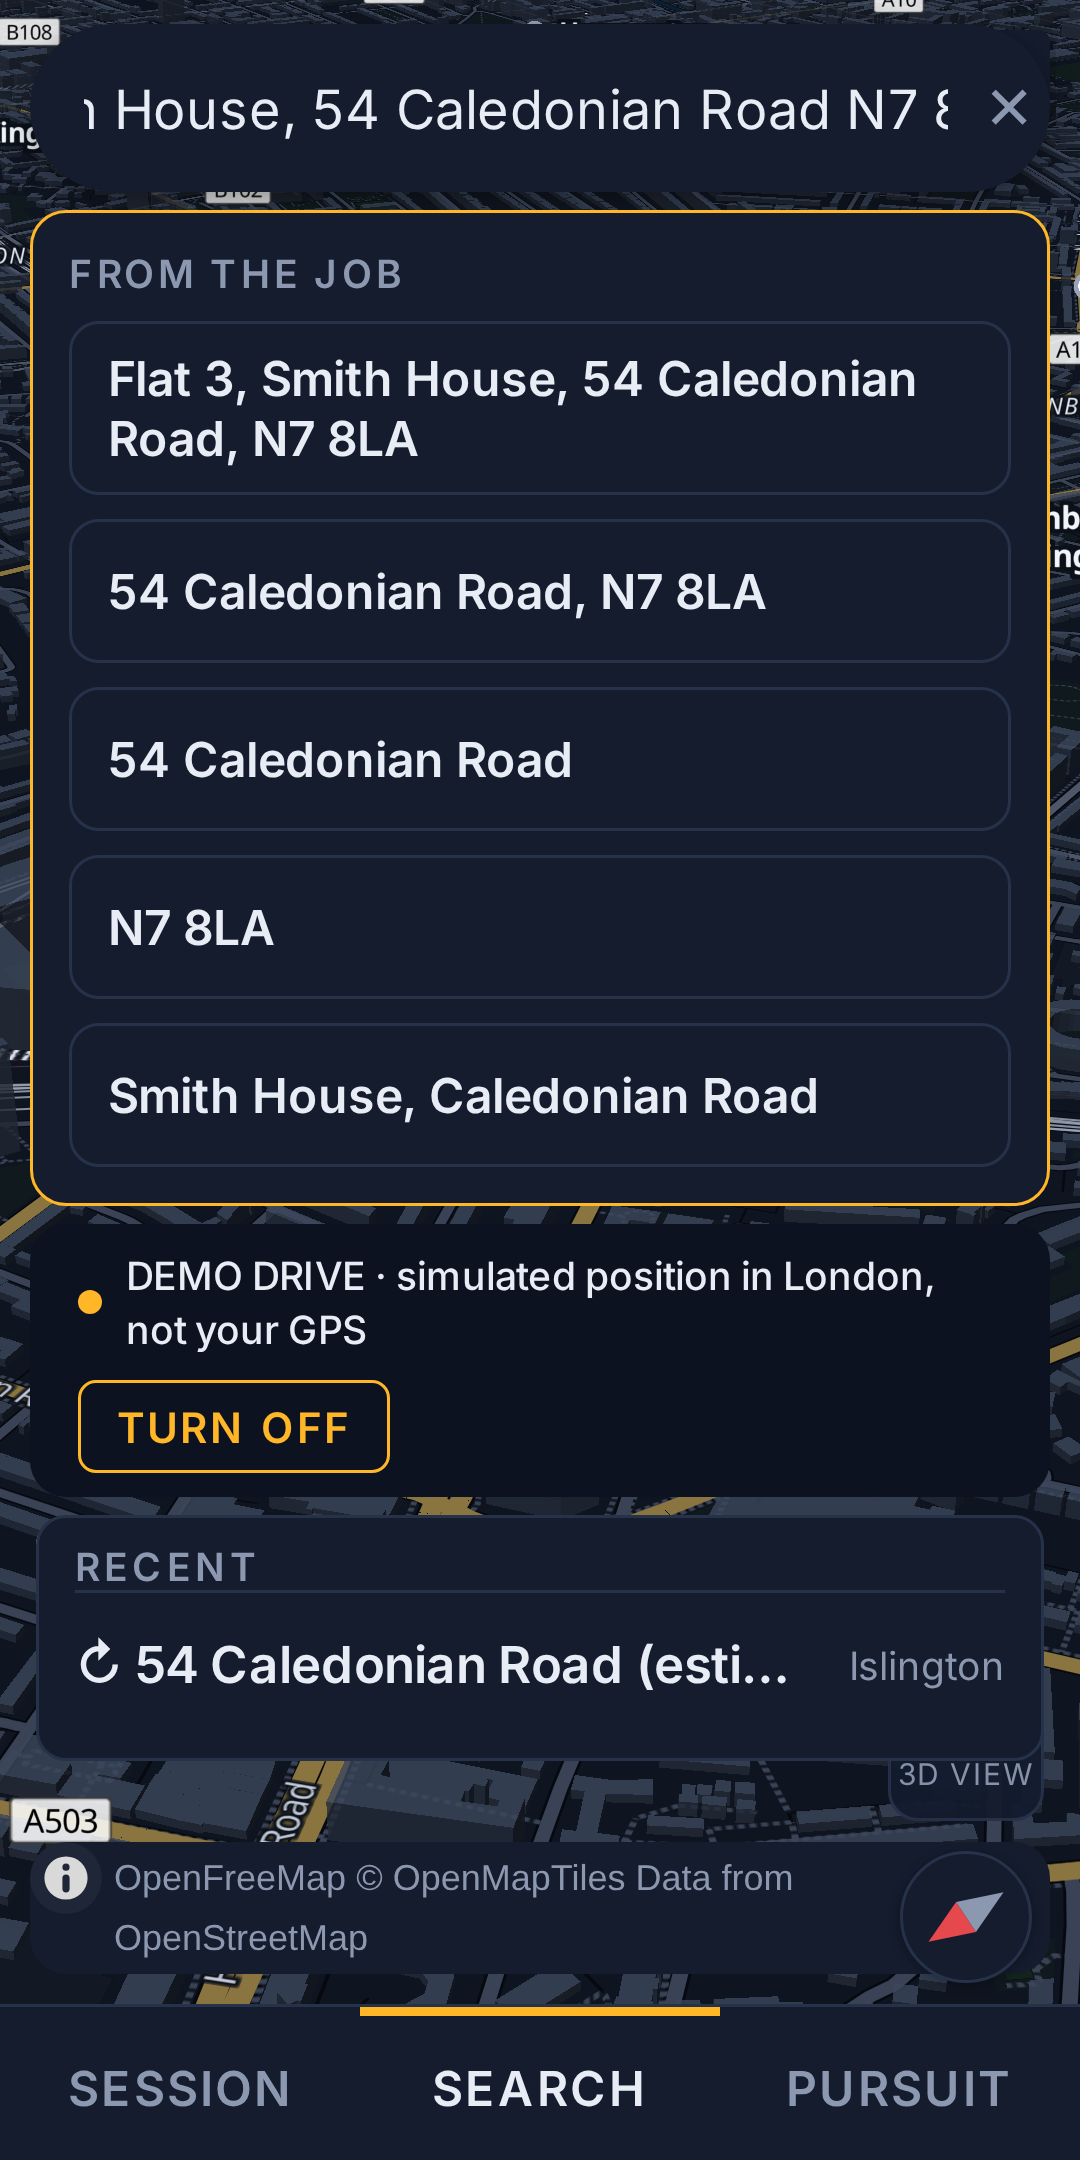 B108
A10
House, 54 Caledonian Road N7
B102
FROM THE JOB
Flat 3, Smith House, 54 Caledonian
Road, N7 8LA
54 Caledonian Road, N7 8LA
54 Caledonian Road
N7 8LA
Smith House, Caledonian Road
DEMO DRIVE · simulated position in London,
not your GPS
TURN OFF
RECENT
↻ 54 Caledonian Road (esti... Islington
3D VIEW
A503
Road
OpenFreeMap © OpenMapTiles Data from
OpenStreetMap
SESSION SEARCH PURSUIT